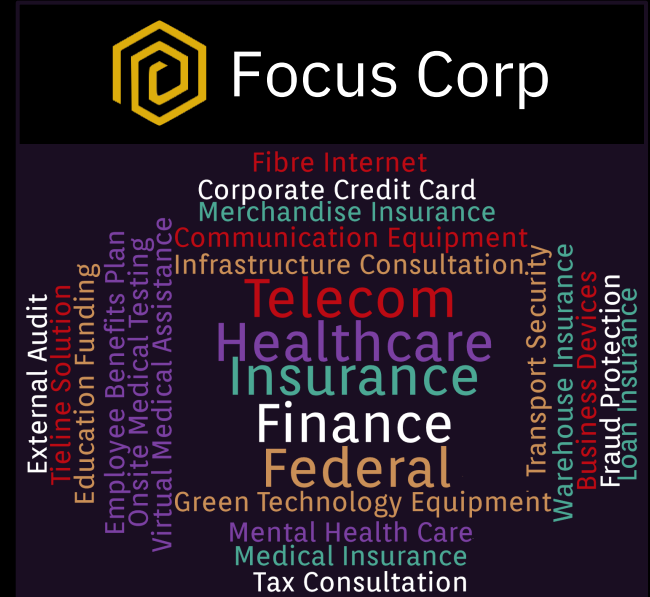 Focus Corp
Fibre Internet
Corporate Credit Card
Merchandise Insurance
Communication Equipment
Infrastructure Consultation
External Audit
Tieline Solution
Education Funding
Employee Benefits Plan
Onsite Medical Testing
Virtual Medical Assistance
Telecom
Healthcare
Insurance
Finance
Federal
Transport Security
Warehouse Insurance
Business Devices
Fraud Protection
Loan Insurance
Green Technology Equipment
Mental Health Care
Medical Insurance
Tax Consultation